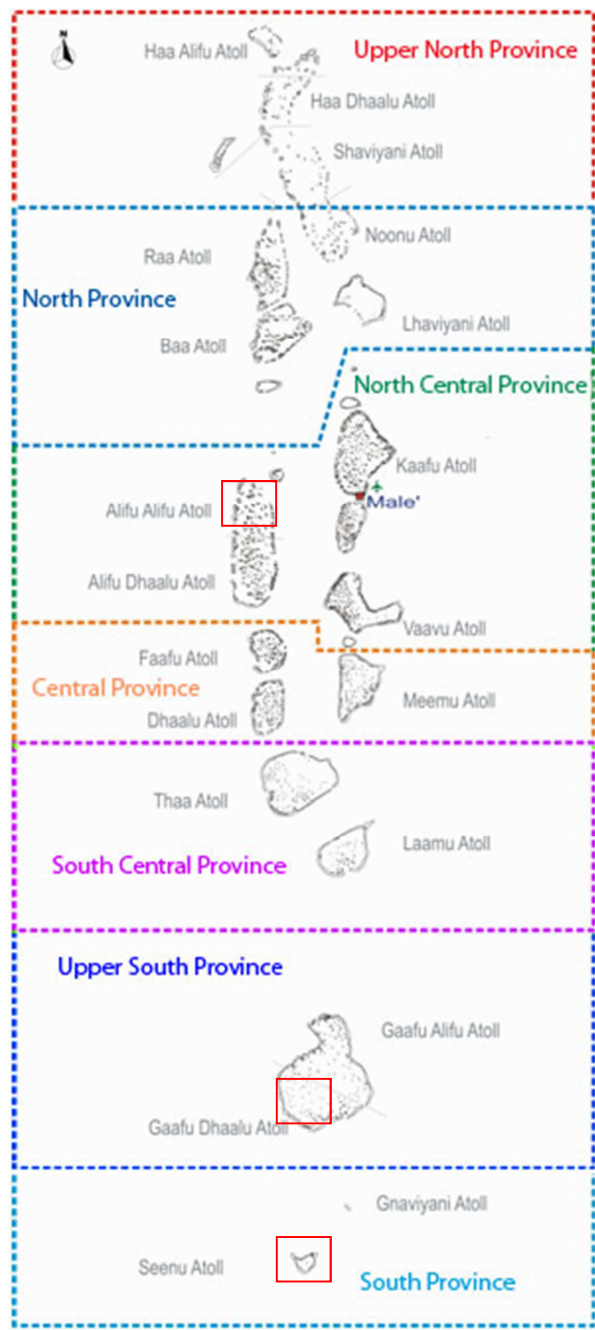 N
Haa Alifu Atoll
Upper North Province
Haa Dhaalu Atoll
Shaviyani Atoll
Noonu Atoll
Raa Atoll
North Province
Lhaviyani Atoll
Baa Atoll
North Central Province
Kaafu Atoll
Male'
Alifu Alifu Atoll
Alifu Dhaalu Atoll
Vaavu Atoll
Faafu Atoll
Central Province
Meemu Atoll
Dhaalu Atoll
Thaa Atoll
Laamu Atoll
South Central Province
Upper South Province
Gaafu Alifu Atoll
Gaafu Dhaalu Atoll
Gnaviyani Atoll
Seenu Atoll
South Province